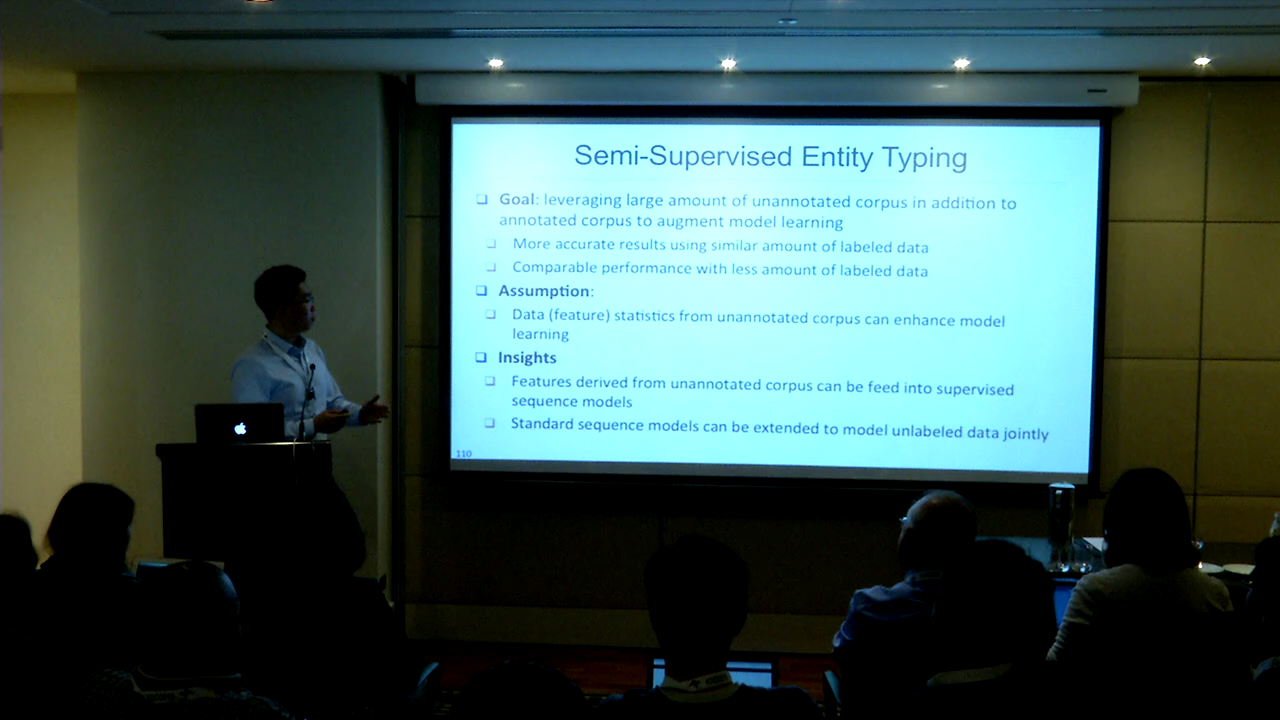 Semi-Supervised Entity Typing
❑ Goal: leveraging large amount of unannotated corpus in addition to
annotated corpus to augment model learning
❑ More accurate results using similar amount of labeled data
❑ Comparable performance with less amount of labeled data
❑ Assumption:
❑ Data (feature) statistics from unannotated corpus can enhance model
learning
❑ Insights
❑ Features derived from unannotated corpus can be feed into supervised
sequence models
❑ Standard sequence models can be extended to model unlabeled data jointly
110